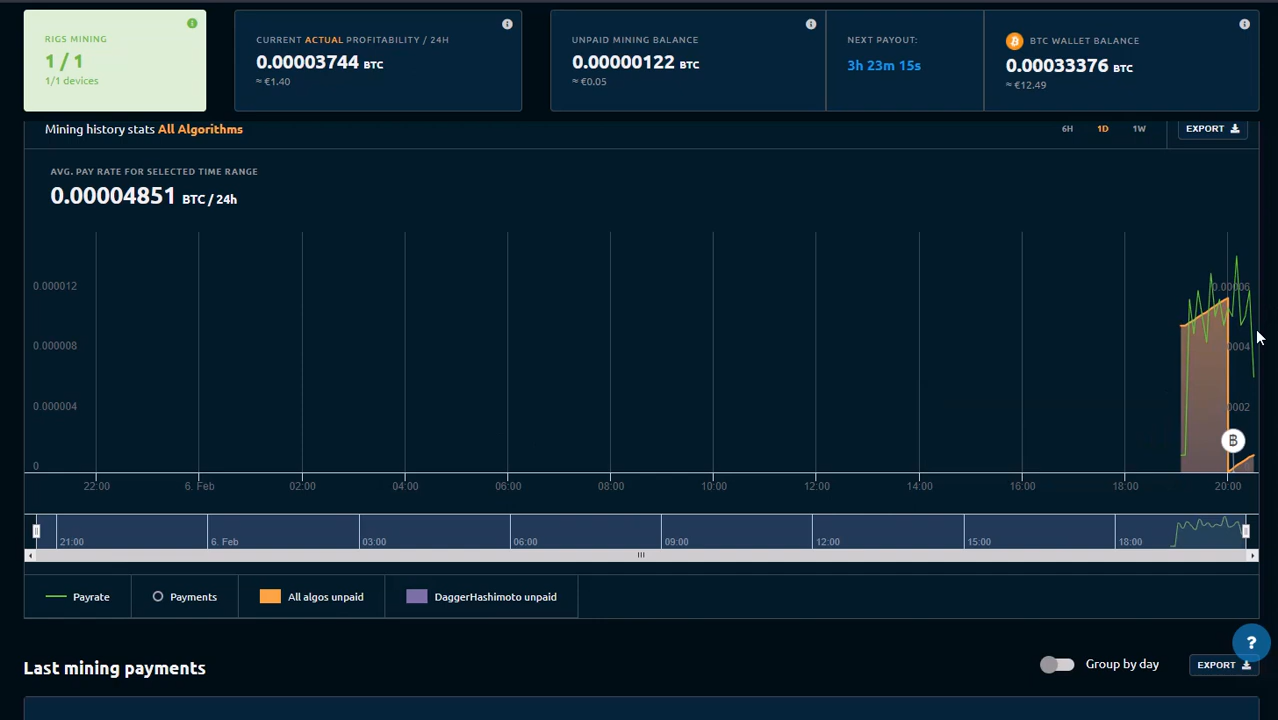 RIGS MINING
1 / 1
1/1 devices
CURRENT ACTUAL PROFITABILITY / 24H
0.00003744 BTC
≈ €1.40
UNPAID MINING BALANCE
0.00000122 BTC
≈ €0.05
NEXT PAYOUT:
3h 23m 15s
BTC WALLET BALANCE
0.00033376 BTC
≈ €12.49
Mining history stats All Algorithms
6H 1D 1W EXPORT
AVG. PAY RATE FOR SELECTED TIME RANGE
0.00004851 BTC / 24h
0.000012 0.00006
0.000008 0004
0.000004 0002
0
22:00 6. Feb 02:00 04:00 06:00 08:00 10:00 12:00 14:00 16:00 18:00 20:00
21:00 6. Feb 03:00 06:00 09:00 12:00 15:00 18:00
Payrate Payments All algos unpaid DaggerHashimoto unpaid
?
Last mining payments
Group by day EXPORT